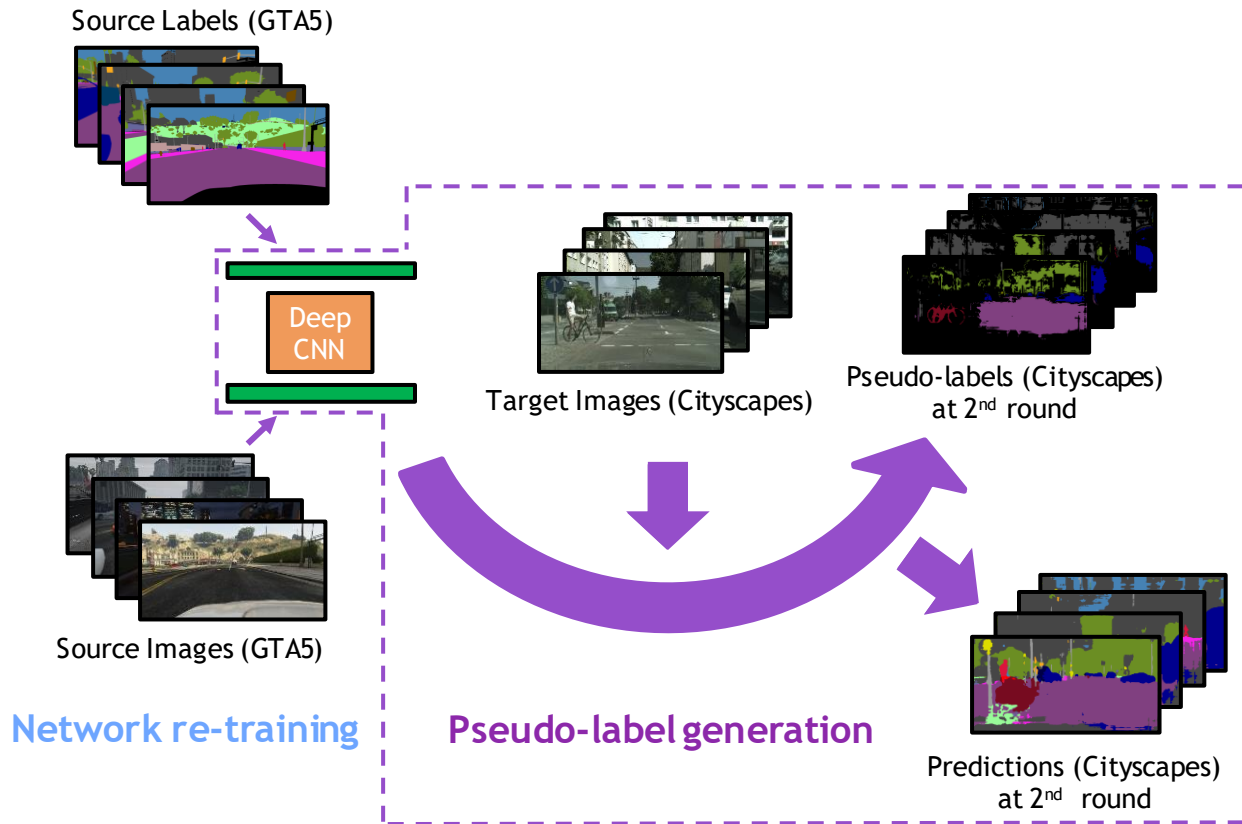 Source Labels (GTA5)
Deep
CNN
Target Images (Cityscapes)
Pseudo-labels (Cityscapes)
at 2nd round
Source Images (GTA5)
Network re-training
Pseudo-label generation
Predictions (Cityscapes)
at 2nd round